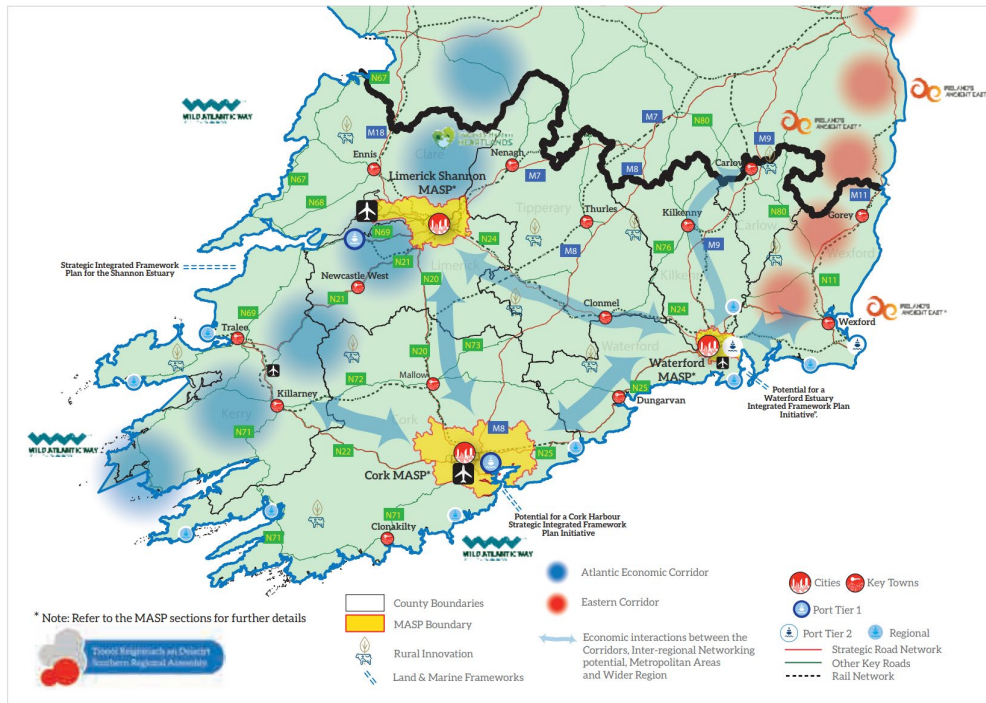 N67
WILD ATLANTIC WAY
M18
Ennis
Clare
HEARTLANDS
Nenagh
M7
M7
N80
M8
M9
Carlow
IRELAND'S
ANCIENT EAST
IRELAND'S
ANCIENT EAST
M11
Gorey
N67
N68
Limerick Shannon
MASP*
N69
Tipperary
Thurles
Kilkenny
N80
Carlow
Wexford
N24
M8
N76
M9
Kilkenny
N11
Strategic Integrated Framework
Plan for the Shannon Estuary
N21
N20
Limerick
Newcastle West
N21
N69
Tralee
Clonmel
N24
IRELAND'S
ANCIENT EAST
Wexford
Waterford
Waterford
MASP*
N20
N73
N72
Mallow
Killarney
Kerry
N71
N25
Dungarvan
Potential for a
Waterford Estuary
Integrated Framework Plan
Initiative".
Cork
M8
N22
N25
WILD ATLANTIC WAY
Cork MASP*
N71
Clonakilty
N71
Potential for a Cork Harbour
Strategic Integrated Framework
Plan Initiative
WILD ATLANTIC WAY
* Note: Refer to the MASP sections for further details
Tionól Réigiúnach an Deiscirt
Southern Regional Assembly
County Boundaries
MASP Boundary
Rural Innovation
Land & Marine Frameworks
Atlantic Economic Corridor
Eastern Corridor
Economic interactions between the
Corridors, Inter-regional Networking
potential, Metropolitan Areas
and Wider Region
Cities
Key Towns
Port Tier 1
Port Tier 2
Regional
Strategic Road Network
Other Key Roads
Rail Network